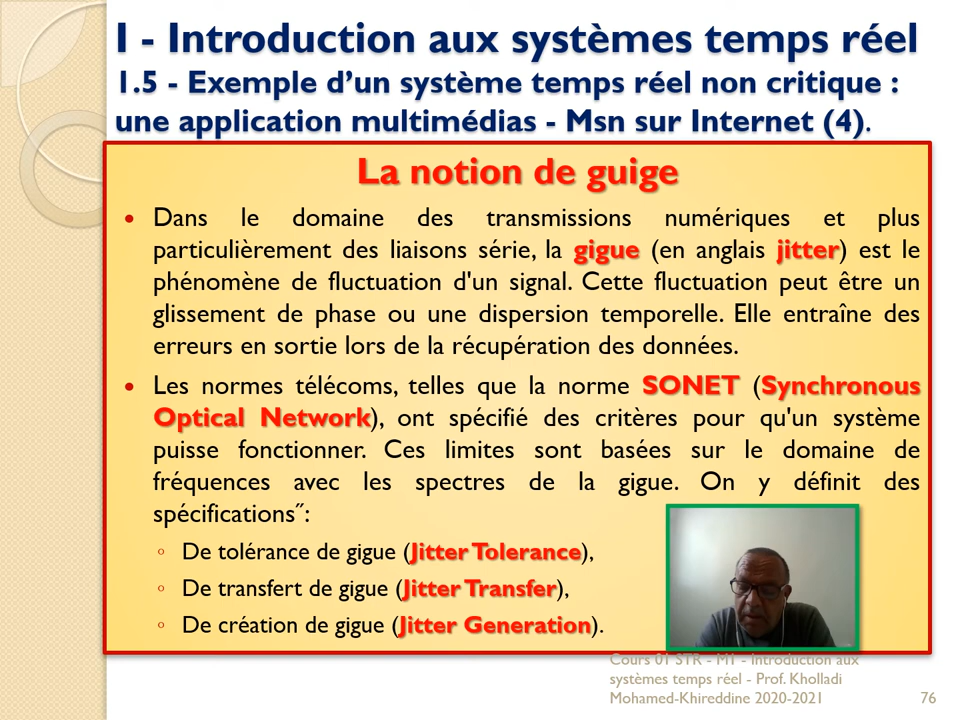 I - Introduction aux systèmes temps réel
1.5 - Exemple d’un système temps réel non critique :
une application multimédias - Msn sur Internet (4).
La notion de guige
• Dans le domaine des transmissions numériques et plus
particulièrement des liaisons série, la gigue (en anglais jitter) est le
phénomène de fluctuation d'un signal. Cette fluctuation peut être un
glissement de phase ou une dispersion temporelle. Elle entraîne des
erreurs en sortie lors de la récupération des données.
• Les normes télécoms, telles que la norme SONET (Synchronous
Optical Network), ont spécifié des critères pour qu'un système
puisse fonctionner. Ces limites sont basées sur le domaine de
fréquences avec les spectres de la gigue. On y définit des
spécifications˝:
◦ De tolérance de gigue (Jitter Tolerance),
◦ De transfert de gigue (Jitter Transfer),
◦ De création de gigue (Jitter Generation).
Cours 01 STR - M1 - Introduction aux
systèmes temps réel - Prof. Kholladi
Mohamed-Khireddine 2020-2021
76